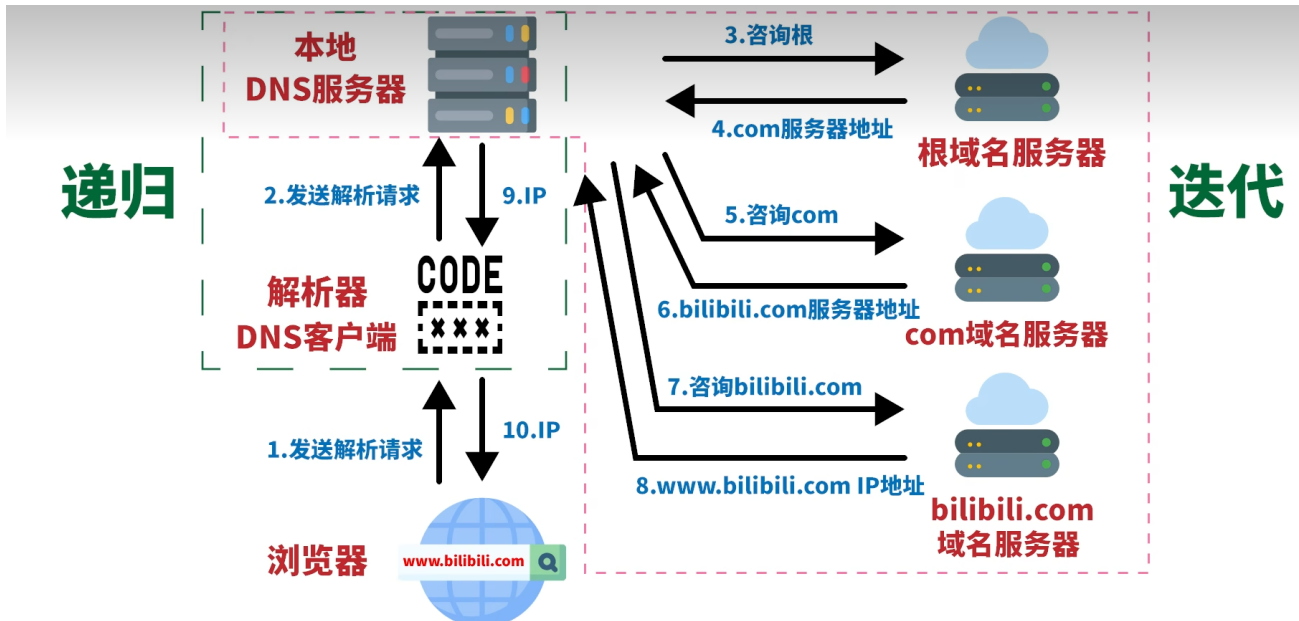 本地
DNS服务器
3.咨询根
4.com服务器地址
根域名服务器
递归
迭代
2.发送解析请求
9.IP
5.咨询com
CODE
解析器
DNS客户端
6.bilibili.com服务器地址
com域名服务器
7.咨询bilibili.com
1.发送解析请求
10.IP
8.www.bilibili.com IP地址
bilibili.com
域名服务器
浏览器
www.bilibili.com